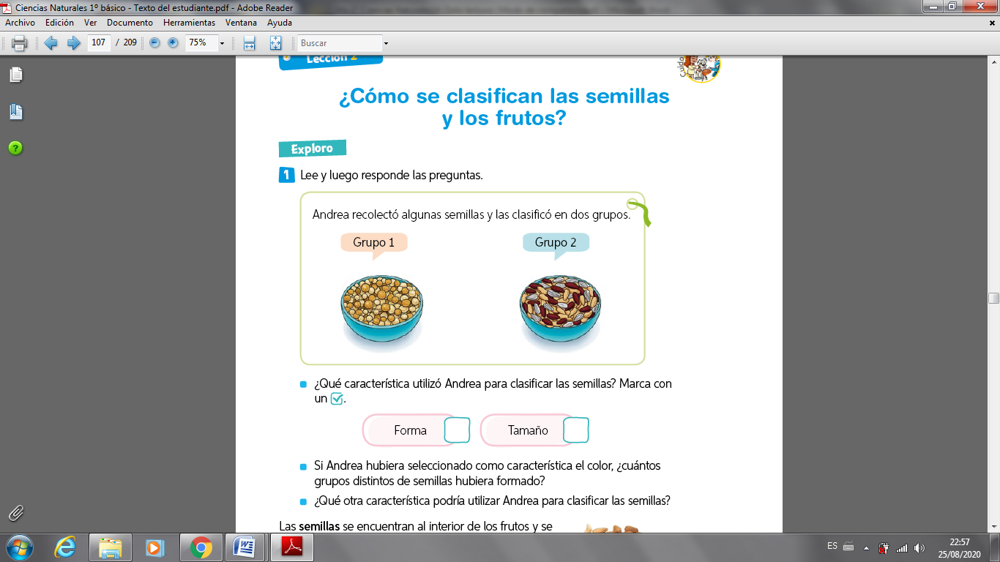 Ciencias Naturales 1º básico - Texto del estudiante.pdf - Adobe Reader
Archivo Edición Ver Documento Herramientas Ventana Ayuda
107 / 209 75% Buscar
Lección 2
Cuido
¿Cómo se clasifican las semillas
y los frutos?
Exploro
1 Lee y luego responde las preguntas.
Andrea recolectó algunas semillas y las clasificó en dos grupos.
Grupo 1 Grupo 2
¿Qué característica utilizó Andrea para clasificar las semillas? Marca con
un .
Forma Tamaño
Si Andrea hubiera seleccionado como característica el color, ¿cuántos
grupos distintos de semillas hubiera formado?
¿Qué otra característica podría utilizar Andrea para clasificar las semillas?
Las semillas se encuentran al interior de los frutos y se
ES 22:57
25/08/2020